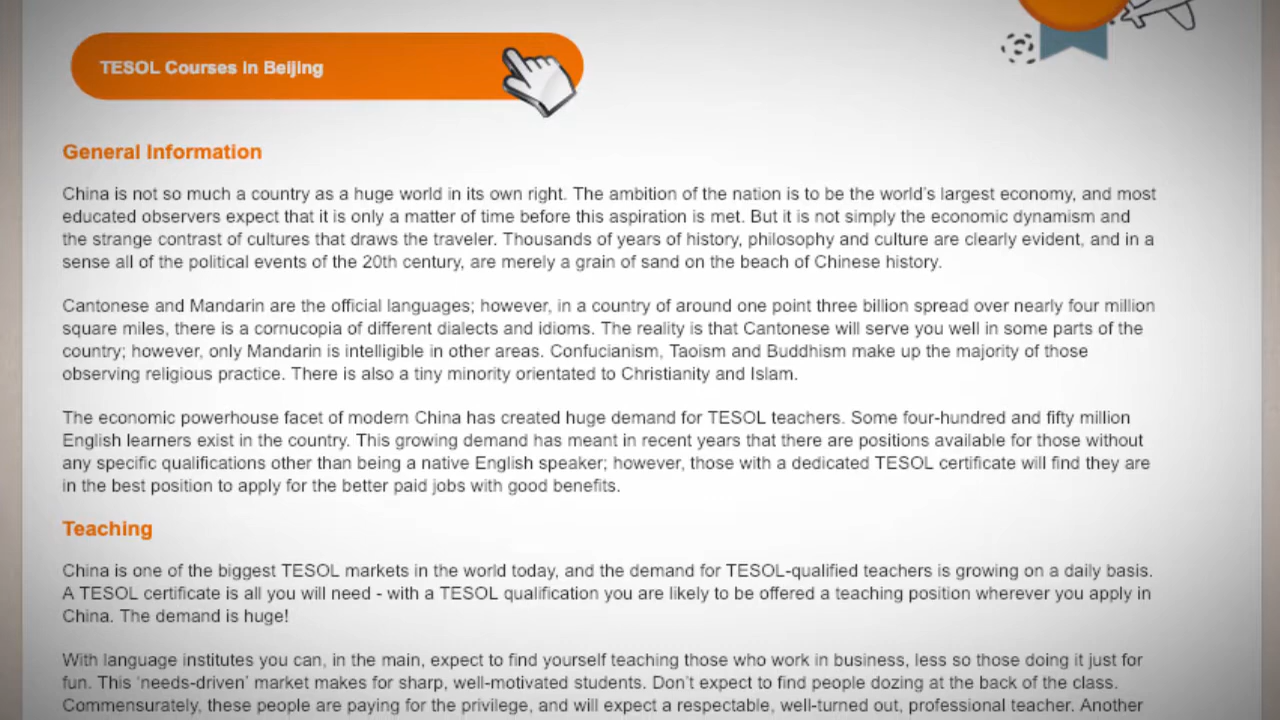 TESOL Courses in Beijing
General Information
China is not so much a country as a huge world in its own right. The ambition of the nation is to be the world's largest economy, and most
educated observers expect that it is only a matter of time before this aspiration is met. But it is not simply the economic dynamism and
the strange contrast of cultures that draws the traveler. Thousands of years of history, philosophy and culture are clearly evident, and in a
sense all of the political events of the 20th century, are merely a grain of sand on the beach of Chinese history.
Cantonese and Mandarin are the official languages; however, in a country of around one point three billion spread over nearly four million
square miles, there is a cornucopia of different dialects and idioms. The reality is that Cantonese will serve you well in some parts of the
country; however, only Mandarin is intelligible in other areas. Confucianism, Taoism and Buddhism make up the majority of those
observing religious practice. There is also a tiny minority orientated to Christianity and Islam.
The economic powerhouse facet of modern China has created huge demand for TESOL teachers. Some four-hundred and fifty million
English learners exist in the country. This growing demand has meant in recent years that there are positions available for those without
any specific qualifications other than being a native English speaker; however, those with a dedicated TESOL certificate will find they are
in the best position to apply for the better paid jobs with good benefits.
Teaching
China is one of the biggest TESOL markets in the world today, and the demand for TESOL-qualified teachers is growing on a daily basis.
A TESOL certificate is all you will need - with a TESOL qualification you are likely to be offered a teaching position wherever you apply in
China. The demand is huge!
With language institutes you can, in the main, expect to find yourself teaching those who work in business, less so those doing it just for
fun. This 'needs-driven' market makes for sharp, well-motivated students. Don't expect to find people dozing at the back of the class.
Commensurately, these people are paying for the privilege, and will expect a respectable, well-turned out, professional teacher. Another